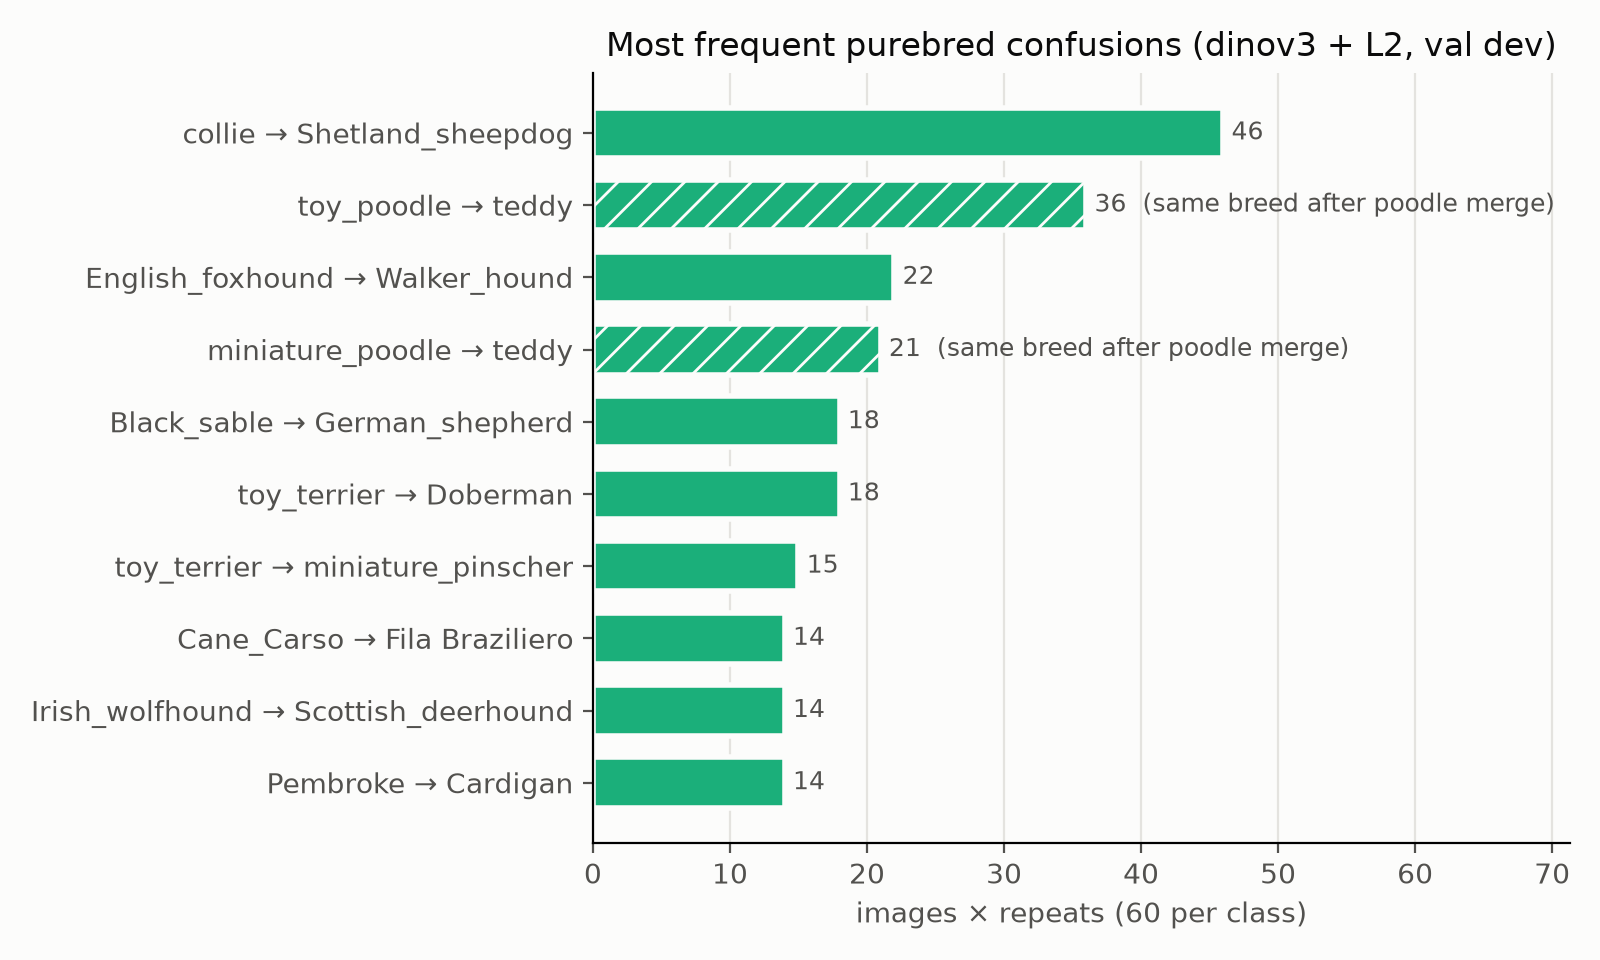 Most frequent purebred confusions (dinov3 + L2, val dev)
collie → Shetland_sheepdog 46
toy_poodle → teddy 36 (same breed after poodle merge)
English_foxhound → Walker_hound 22
miniature_poodle → teddy 21 (same breed after poodle merge)
Black_sable → German_shepherd 18
toy_terrier → Doberman 18
toy_terrier → miniature_pinscher 15
Cane_Carso → Fila Braziliero 14
Irish_wolfhound → Scottish_deerhound 14
Pembroke → Cardigan 14
0 10 20 30 40 50 60 70
images × repeats (60 per class)